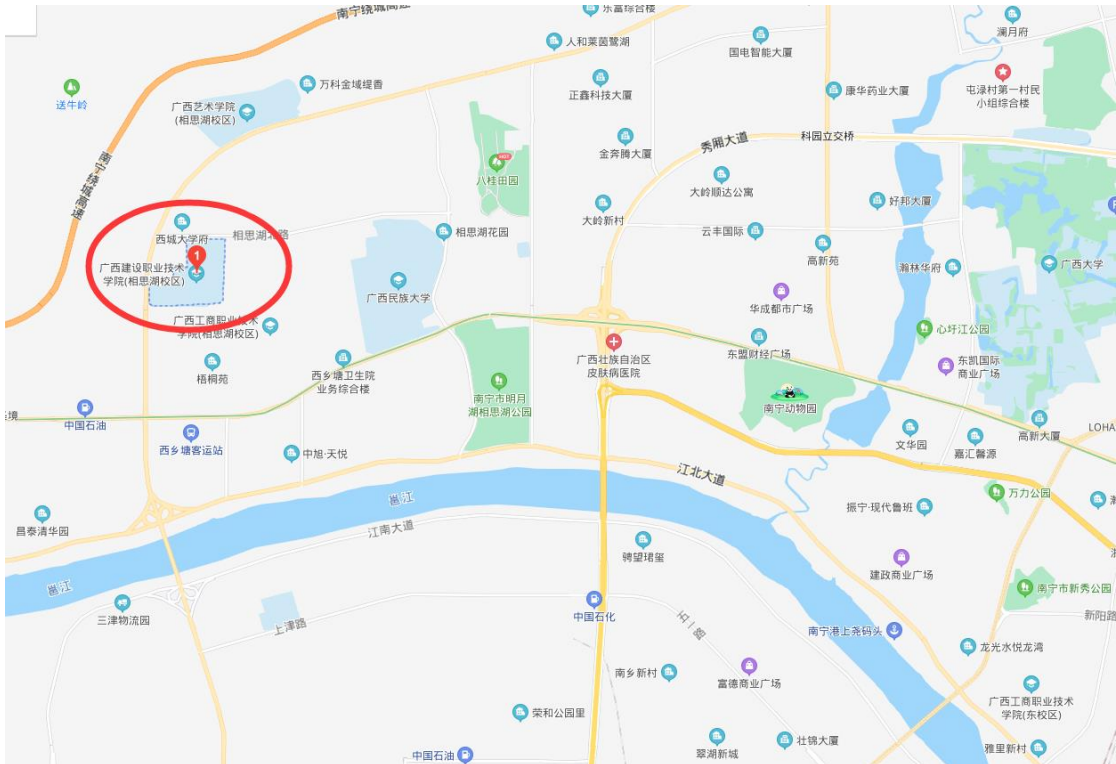 南宁绕城高速
东富综合楼
人和莱茵鹭湖
澜月府
国电智能大厦
送牛岭
万科金域缇香
正鑫科技大厦
康华药业大厦
屯渌村第一村民
小组综合楼
广西艺术学院
(相思湖校区)
秀厢大道
科园立交桥
金奔腾大厦
南宁绕城高速
八桂田园
大岭顺达公寓
好邦大厦
大岭新村
西城大学府
相思湖北路
相思湖花园
云丰国际
高新苑
瀚林华府
广西大学
1
广西建设职业技术
学院(相思湖校区)
广西民族大学
华成都市广场
广西工商职业技术
学院(相思湖校区)
心圩江公园
广西壮族自治区
皮肤病医院
东盟财经广场
东凯国际
商业广场
梧桐苑
西乡塘卫生院
业务综合楼
南宁市明月
湖相思湖公园
南宁动物园
环境
中国石油
文华园
高新大厦
LOHA
西乡塘客运站
中旭·天悦
嘉汇馨源
江北大道
邕江
万力公园
振宁·现代鲁班
昌泰清华园
江南大道
骋望珺玺
建政商业广场
邕江
南宁市新秀公园
三津物流园
中国石化
新阳路
上津路
五一路
南宁港上尧码头
龙光水悦龙湾
南乡新村
富德商业广场
广西工商职业技术
学院(东校区)
荣和公园里
翠湖新城
壮锦大厦
雅里新村
中国石油